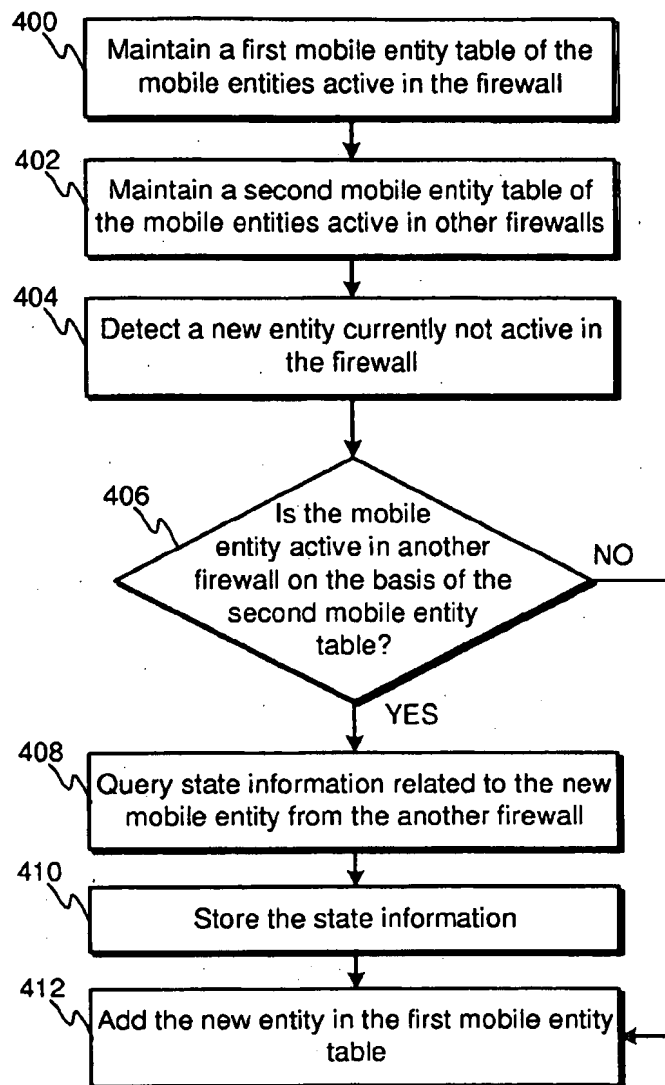 400
Maintain a first mobile entity table of the
mobile entities active in the firewall
402
Maintain a second mobile entity table of
the mobile entities active in other firewalls
404
Detect a new entity currently not active in
the firewall
406
Is the mobile
entity active in another
firewall on the basis of the
second mobile entity
table?
NO
YES
408
Query state information related to the new
mobile entity from the another firewall
410
Store the state information
412
Add the new entity in the first mobile entity
table